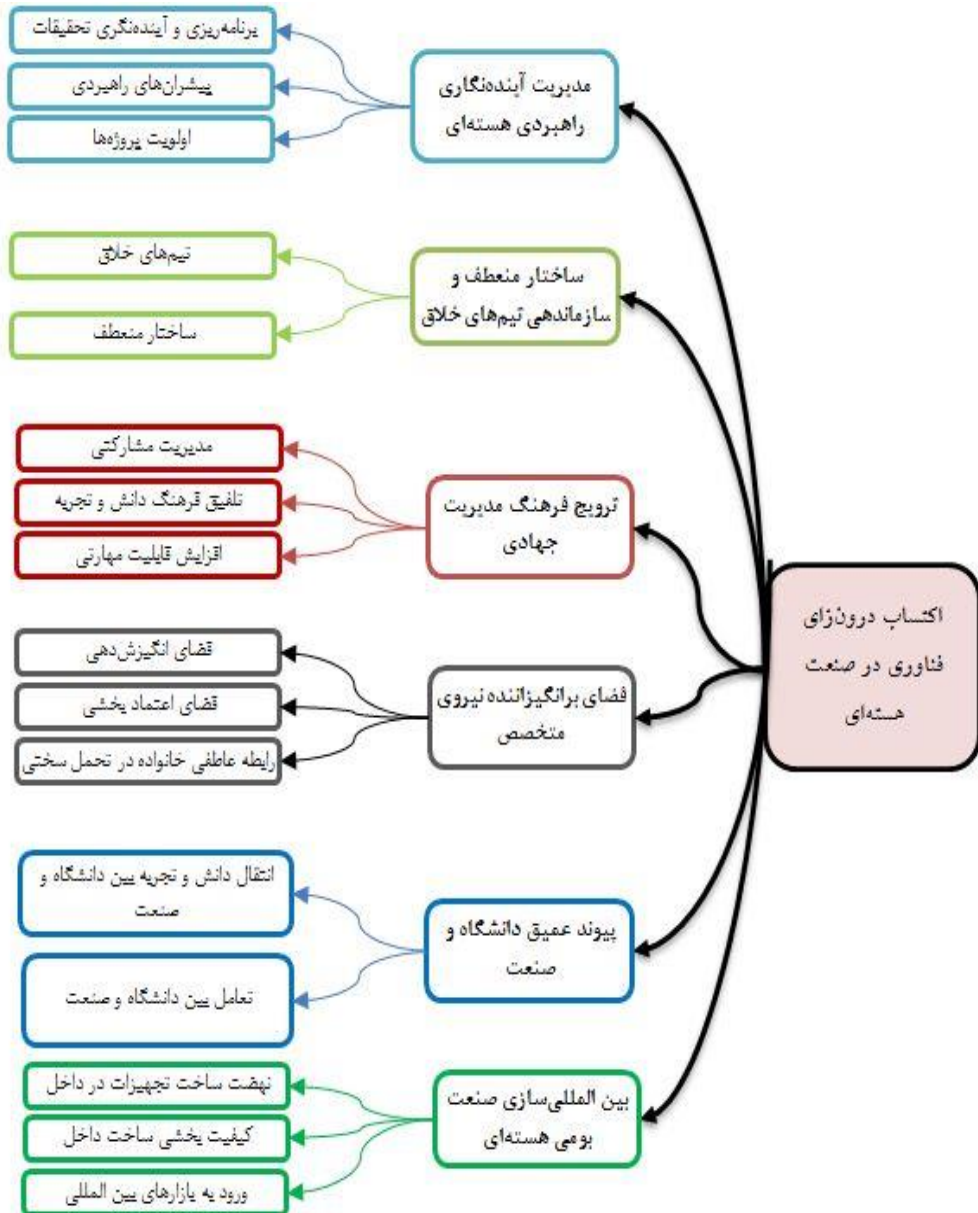 اکتساب درون‌زای
فناوری در صنعت
هسته‌ای
مدیریت آینده‌نگاری
راهبردی هسته‌ای
برنامه‌ریزی و آینده‌نگری تحقیقات
پیشران‌های راهبردی
اولویت پروژه‌ها
ساختار منعطف و
سازماندهی تیم‌های خلاق
تیم‌های خلاق
ساختار منعطف
ترویج فرهنگ مدیریت
جهادی
مدیریت مشارکتی
تلفیق فرهنگ دانش و تجربه
افزایش قابلیت مهارتی
فضای برانگیزاننده نیروی
متخصص
فضای انگیزش‌دهی
فضای اعتماد بخشی
رابطه عاطفی خانواده در تحمل سختی
پیوند عمیق دانشگاه و
صنعت
انتقال دانش و تجربه بین دانشگاه و
صنعت
تعامل بین دانشگاه و صنعت
بین المللی‌سازی صنعت
بومی هسته‌ای
نهضت ساخت تجهیزات در داخل
کیفیت بخشی ساخت داخل
ورود به بازارهای بین المللی